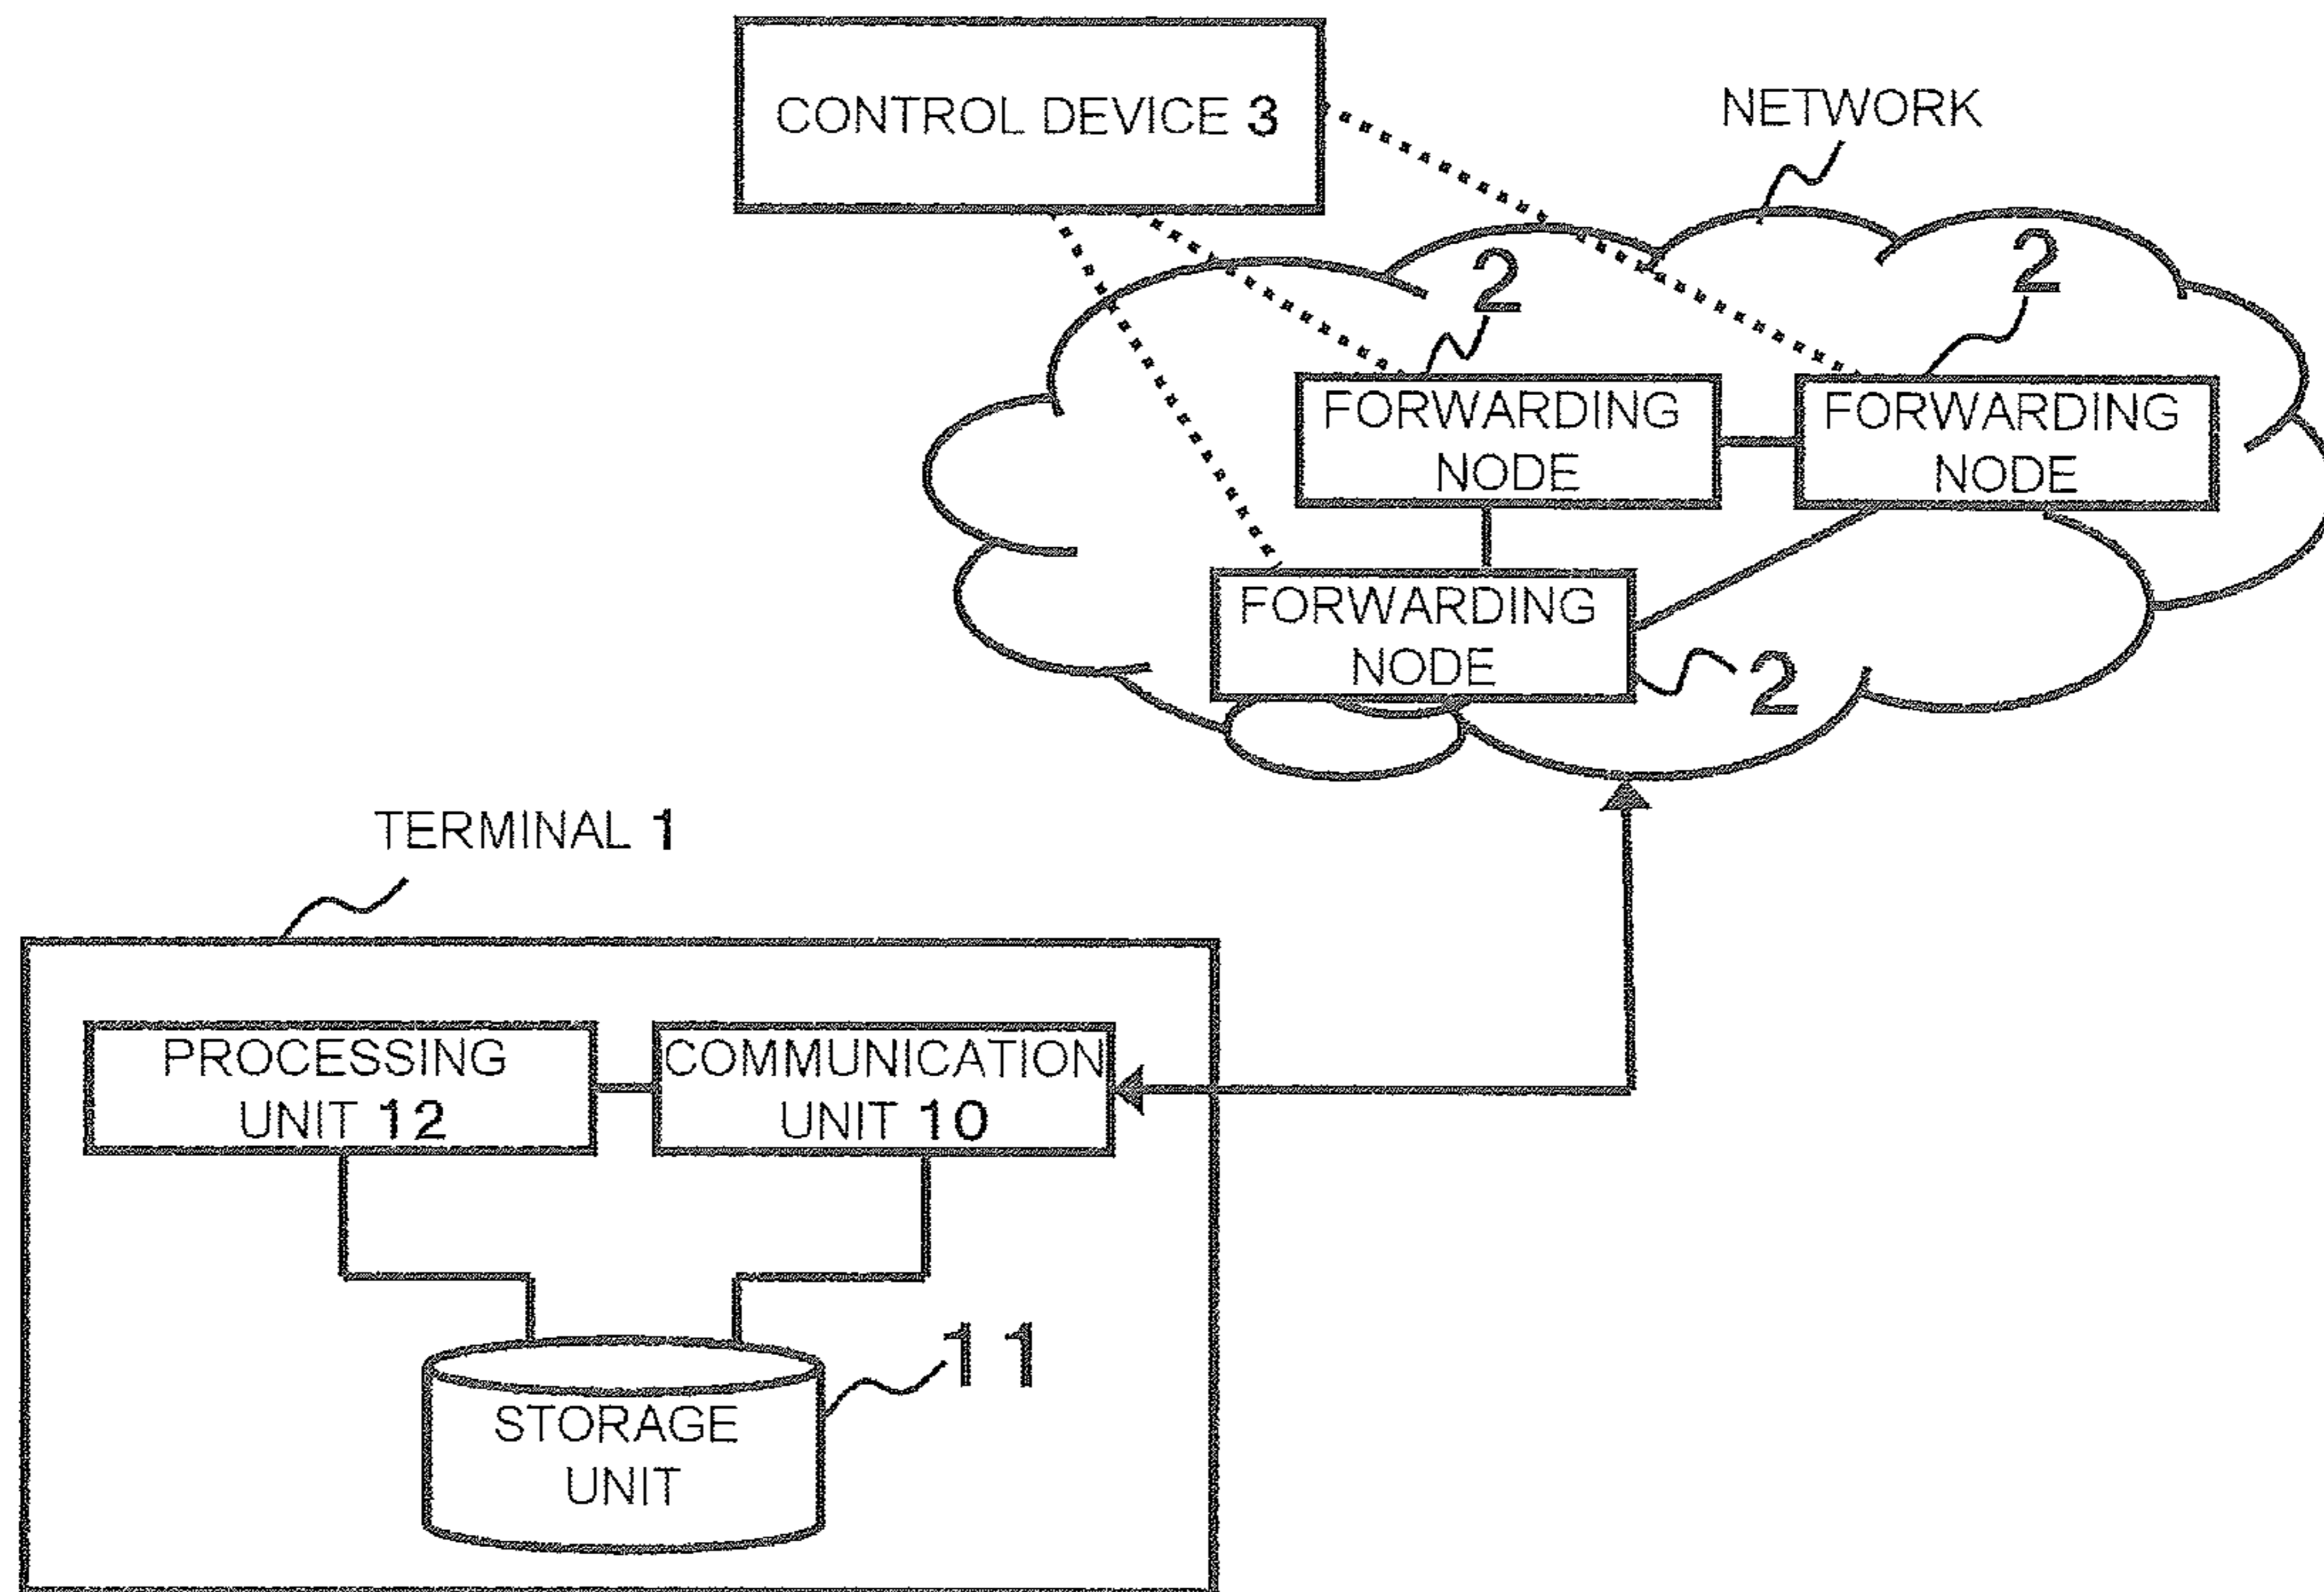 CONTROL DEVICE 3
NETWORK
2
2
FORWARDING
NODE
FORWARDING
NODE
FORWARDING
NODE
2
TERMINAL 1
PROCESSING
UNIT 12
COMMUNICATION
UNIT 10
11
STORAGE
UNIT